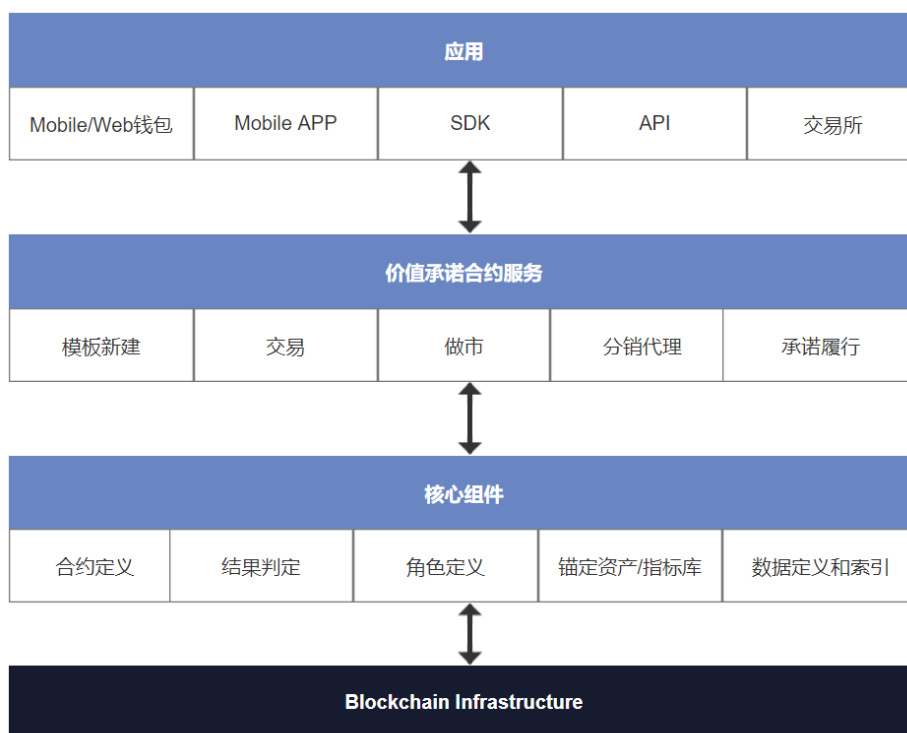 应用
Mobile/Web钱包 Mobile APP SDK API 交易所
价值承诺合约服务
模板新建 交易 做市 分销代理 承诺履行
核心组件
合约定义 结果判定 角色定义 锚定资产/指标库 数据定义和索引
Blockchain Infrastructure